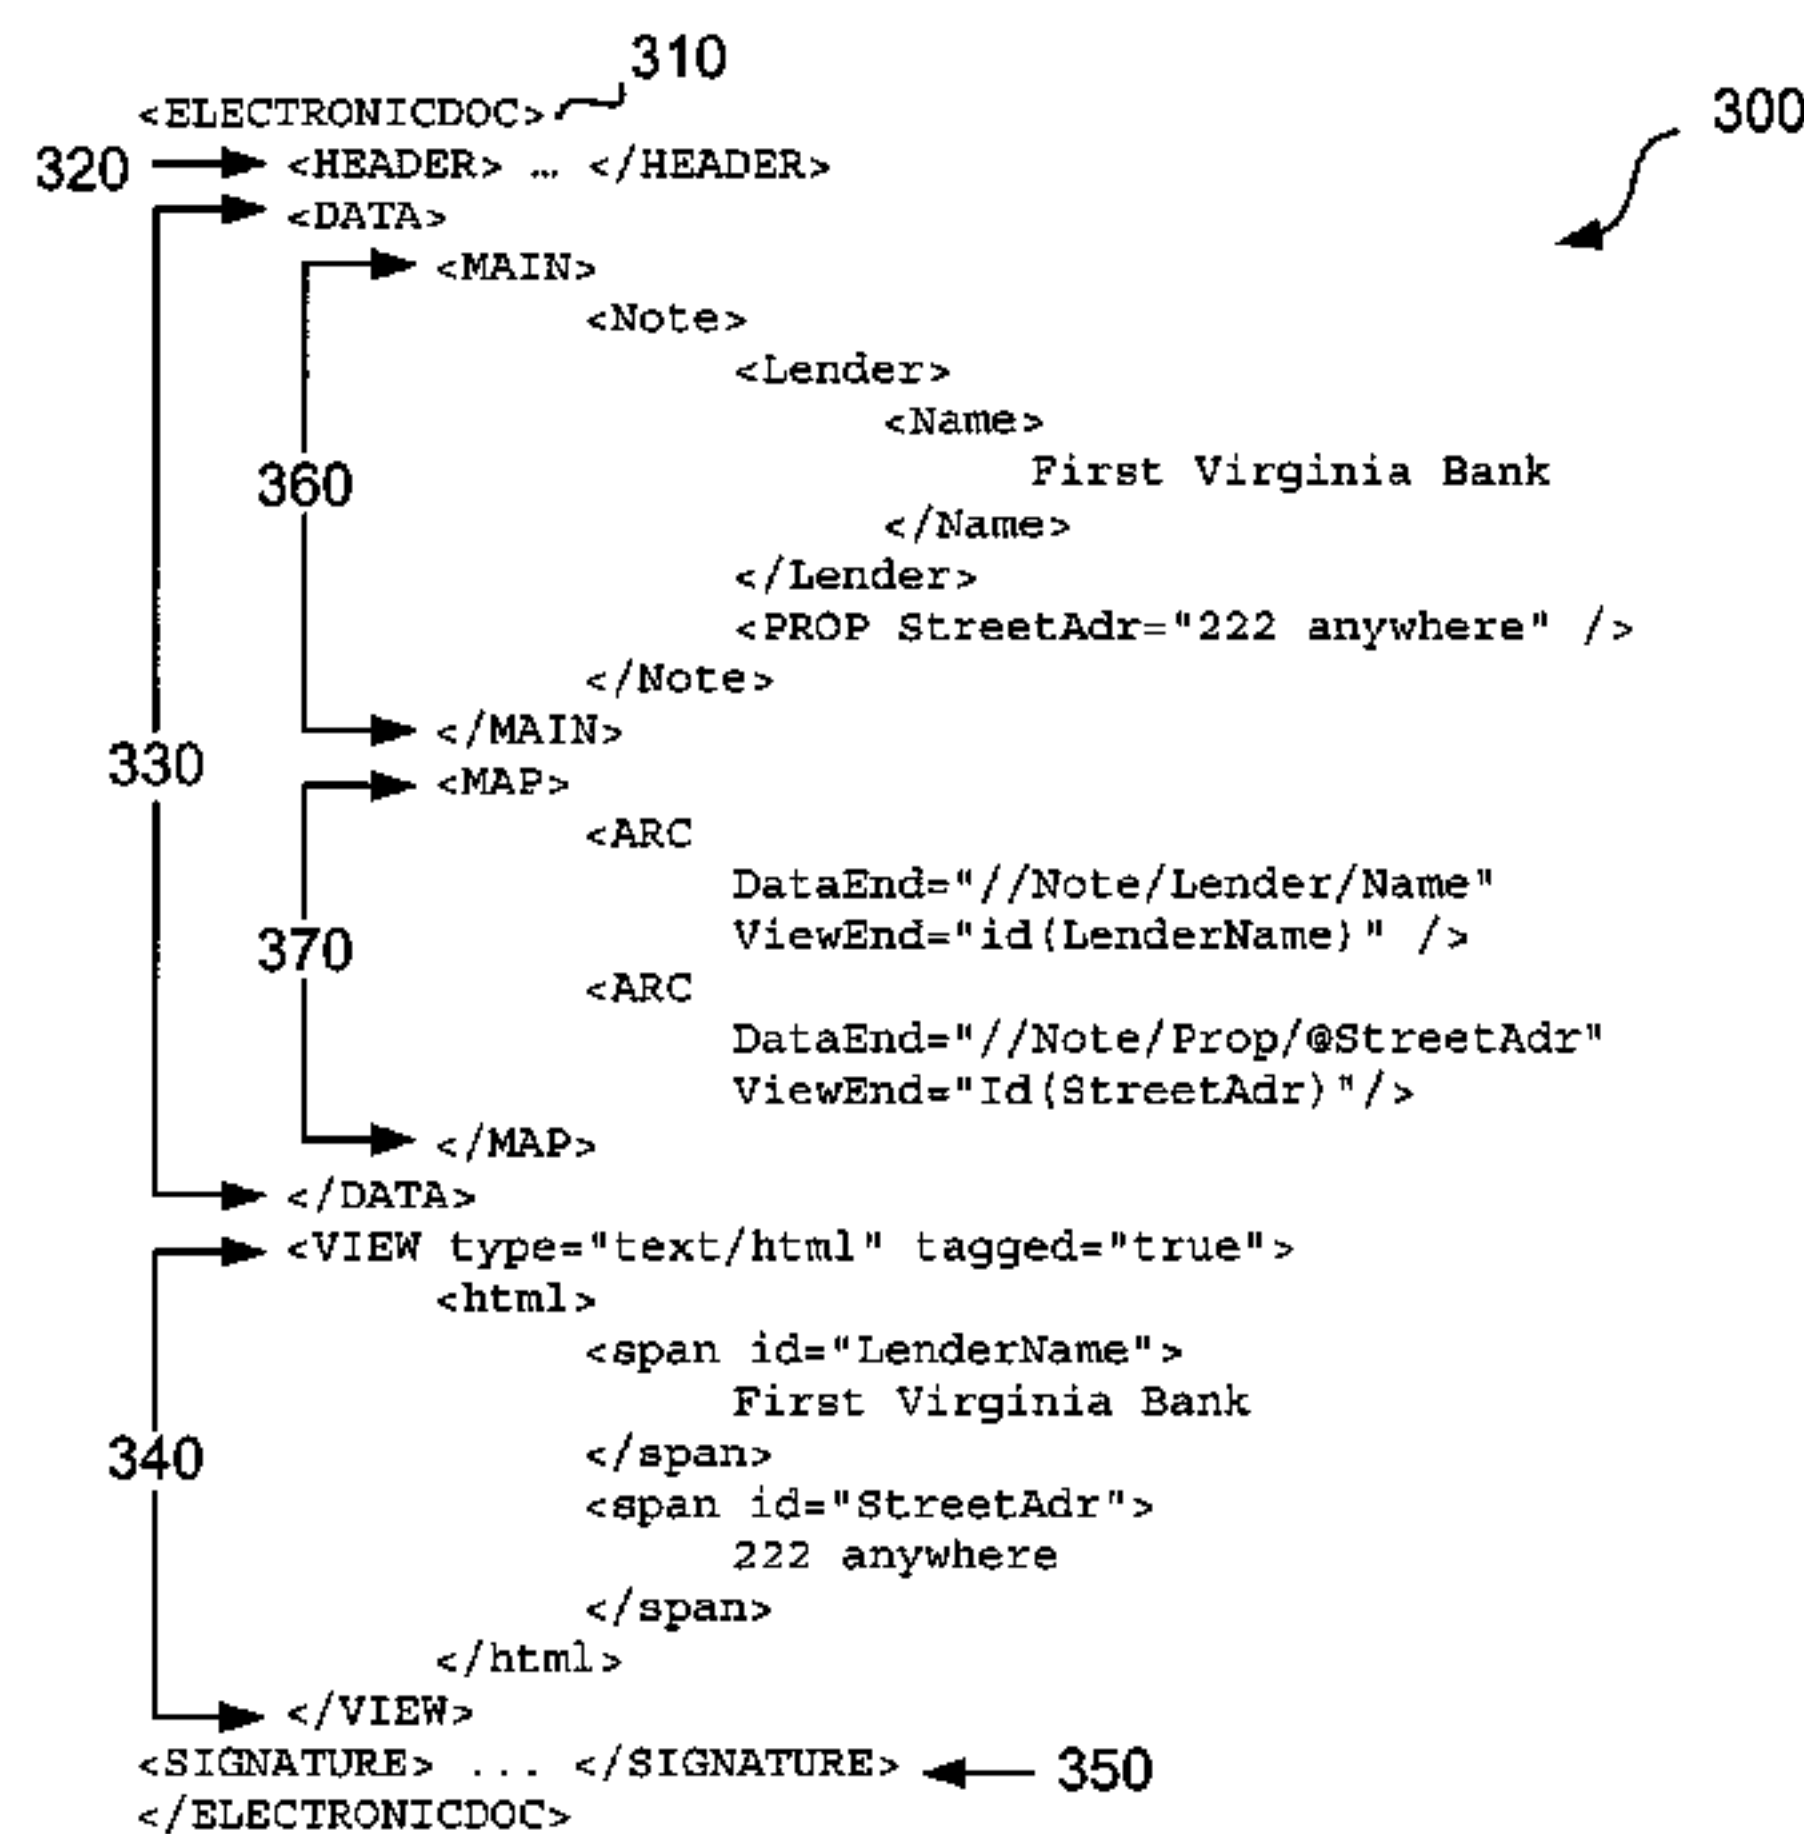 310
<ELECTRONICDOC>
300
320 <HEADER> … </HEADER>
<DATA>
<MAIN>
<Note>
<Lender>
<Name>
First Virginia Bank
360
</Name>
</Lender>
<PROP StreetAdr="222 anywhere" />
</Note>
</MAIN>
330
<MAP>
<ARC
DataEnd="//Note/Lender/Name"
ViewEnd="id(LenderName)" />
370
<ARC
DataEnd="//Note/Prop/@StreetAdr"
ViewEnd="Id(StreetAdr)"/>
</MAP>
</DATA>
<VIEW type="text/html" tagged="true">
<html>
<span id="LenderName">
First Virginia Bank
</span>
340
<span id="StreetAdr">
222 anywhere
</span>
</html>
</VIEW>
<SIGNATURE> ... </SIGNATURE> 350
</ELECTRONICDOC>